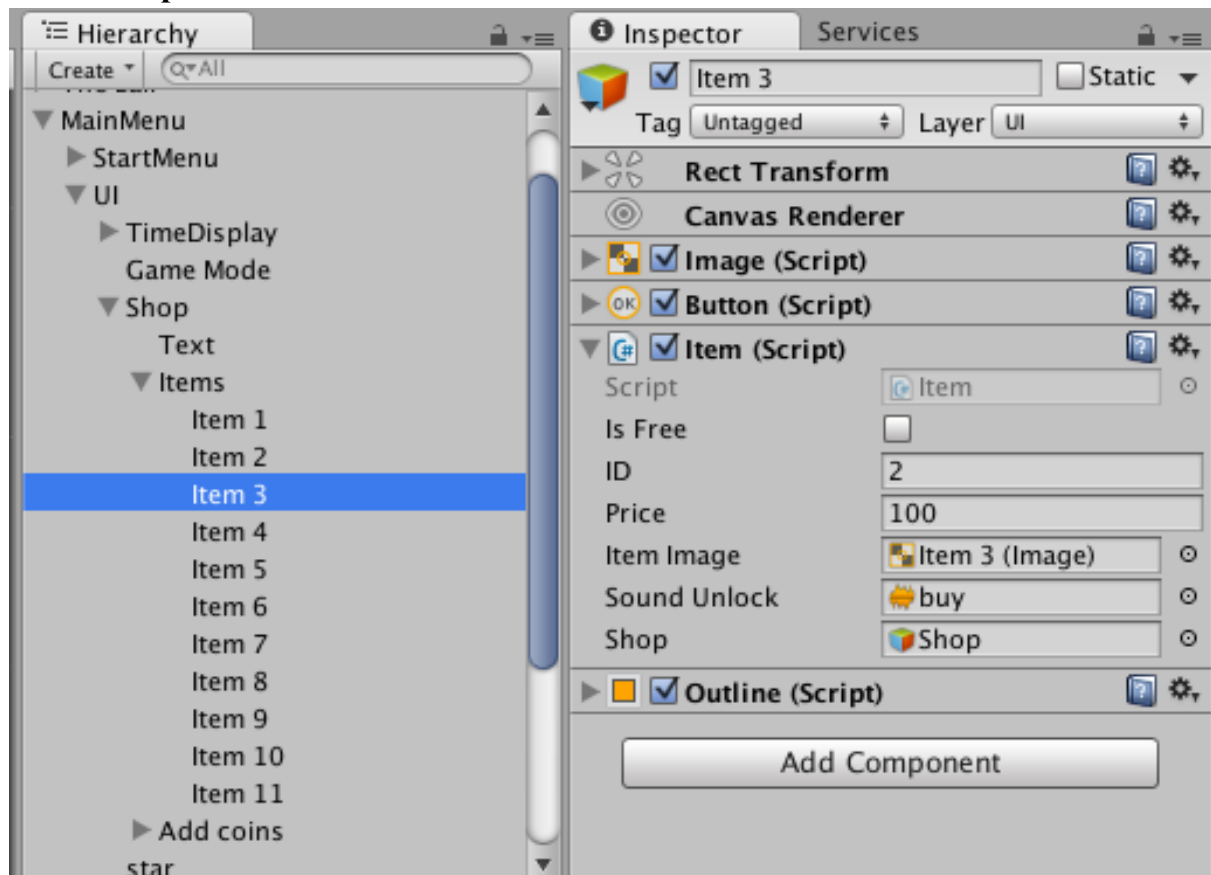 Hierarchy
Create
All
MainMenu
StartMenu
UI
TimeDisplay
Game Mode
Shop
Text
Items
Item 1
Item 2
Item 3
Item 4
Item 5
Item 6
Item 7
Item 8
Item 9
Item 10
Item 11
Add coins
star
Inspector Services
Item 3 Static
Tag Untagged Layer UI
Rect Transform
Canvas Renderer
Image (Script)
OK Button (Script)
C# Item (Script)
Script Item
Is Free
ID 2
Price 100
Item Image Item 3 (Image)
Sound Unlock buy
Shop Shop
Outline (Script)
Add Component